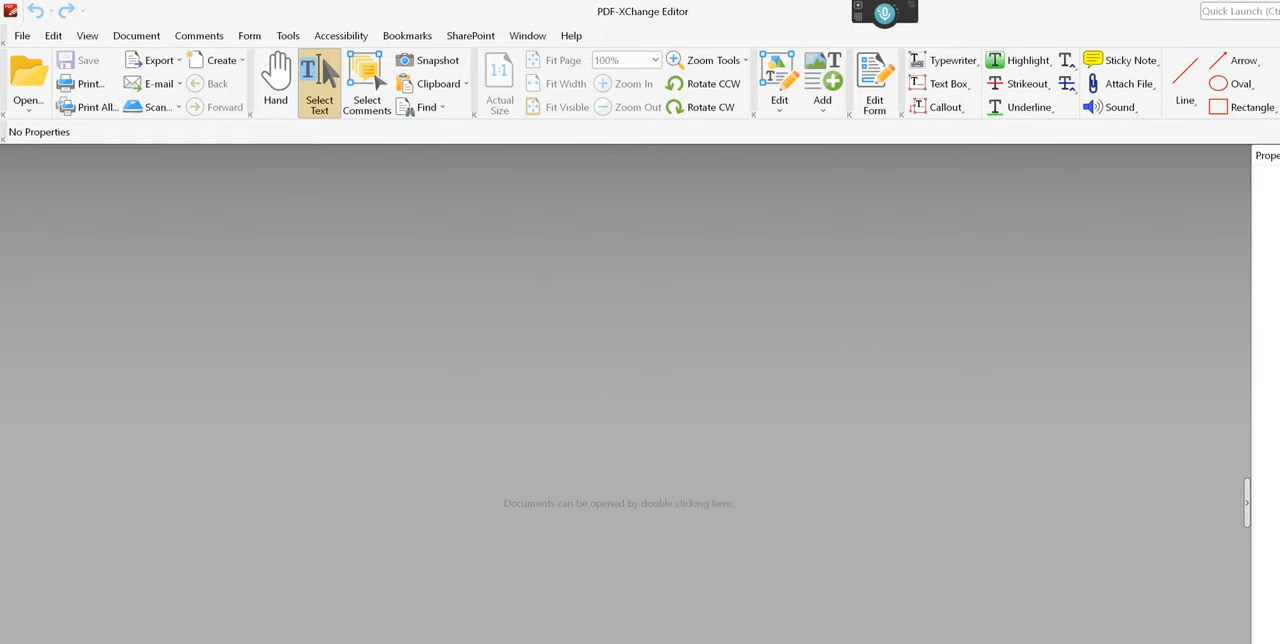 PDF-XChange Editor
Quick Launch (Ct
File Edit View Document Comments Form Tools Accessibility Bookmarks SharePoint Window Help
Open...
Save
Print...
Print All...
Export
E-mail
Scan...
Create
Back
Forward
Hand
Select Text
Select Comments
Snapshot
Clipboard
Find
1:1
Actual Size
Fit Page
Fit Width
Fit Visible
100%
Zoom In
Zoom Out
Zoom Tools
Rotate CCW
Rotate CW
Edit
Add
Edit Form
Typewriter
Text Box
Callout
Highlight
Strikeout
Underline
Sticky Note
Attach File
Sound
Line
Arrow
Oval
Rectangle
No Properties
Prope
Documents can be opened by double clicking here...